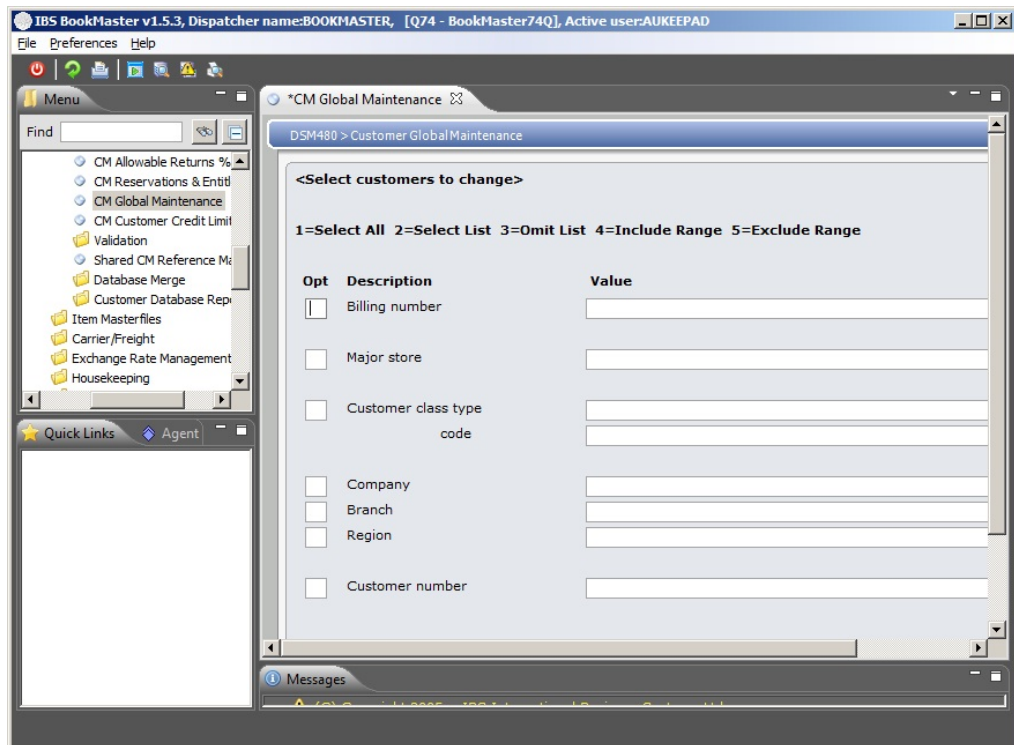 IBS BookMaster v1.5.3, Dispatcher name:BOOKMASTER, [Q74 - BookMaster74Q], Active user:AUKEEPAD
File Preferences Help
Menu
Find
CM Allowable Returns %
CM Reservations & Entitl
CM Global Maintenance
CM Customer Credit Limit
Validation
Shared CM Reference Ma
Database Merge
Customer Database Repo
Item Masterfiles
Carrier/Freight
Exchange Rate Management
Housekeeping
Quick Links Agent
*CM Global Maintenance
DSM480 > Customer Global Maintenance
<Select customers to change>
1=Select All 2=Select List 3=Omit List 4=Include Range 5=Exclude Range
Opt Description Value
Billing number
Major store
Customer class type
code
Company
Branch
Region
Customer number
Messages